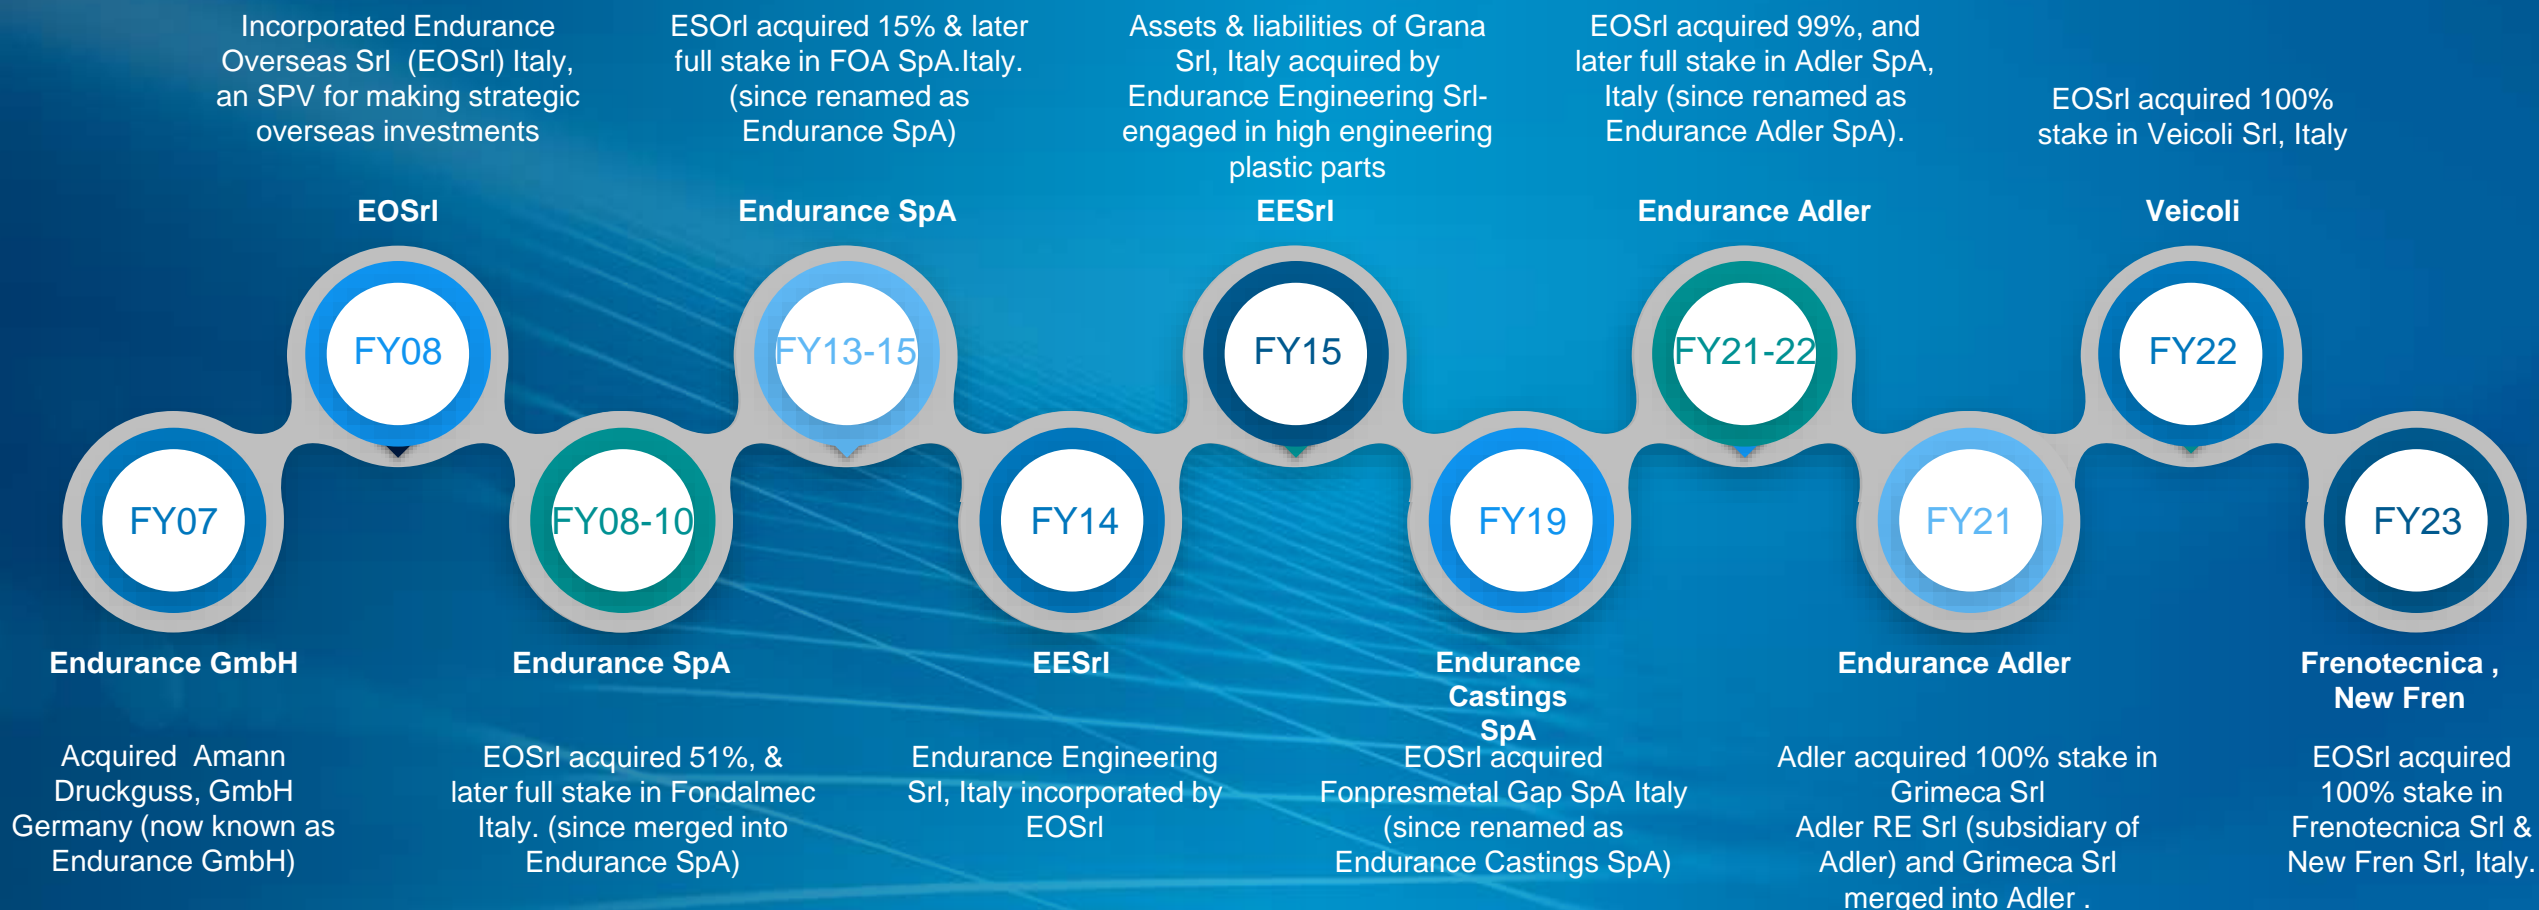 Incorporated Endurance
Overseas Srl (EOSrl) Italy,
an SPV for making strategic
overseas investments
EOSrl
FY08
ESOrl acquired 15% & later
full stake in FOA SpA.Italy.
(since renamed as
Endurance SpA)
Endurance SpA
FY13-15
Assets & liabilities of Grana
Srl, Italy acquired by
Endurance Engineering Srl-
engaged in high engineering
plastic parts
EESrl
FY15
EOSrl acquired 99%, and
later full stake in Adler SpA,
Italy (since renamed as
Endurance Adler SpA).
Endurance Adler
FY21-22
EOSrl acquired 100%
stake in Veicoli Srl, Italy
Veicoli
FY22
FY07
Endurance GmbH
Acquired Amann
Druckguss, GmbH
Germany (now known as
Endurance GmbH)
FY08-10
Endurance SpA
EOSrl acquired 51%, &
later full stake in Fondalmec
Italy. (since merged into
Endurance SpA)
FY14
EESrl
Endurance Engineering
Srl, Italy incorporated by
EOSrl
FY19
Endurance
Castings
SpA
EOSrl acquired
Fonpresmetal Gap SpA Italy
(since renamed as
Endurance Castings SpA)
FY21
Endurance Adler
Adler acquired 100% stake in
Grimeca Srl
Adler RE Srl (subsidiary of
Adler) and Grimeca Srl
merged into Adler .
FY23
Frenotecnica ,
New Fren
EOSrl acquired
100% stake in
Frenotecnica Srl &
New Fren Srl, Italy.